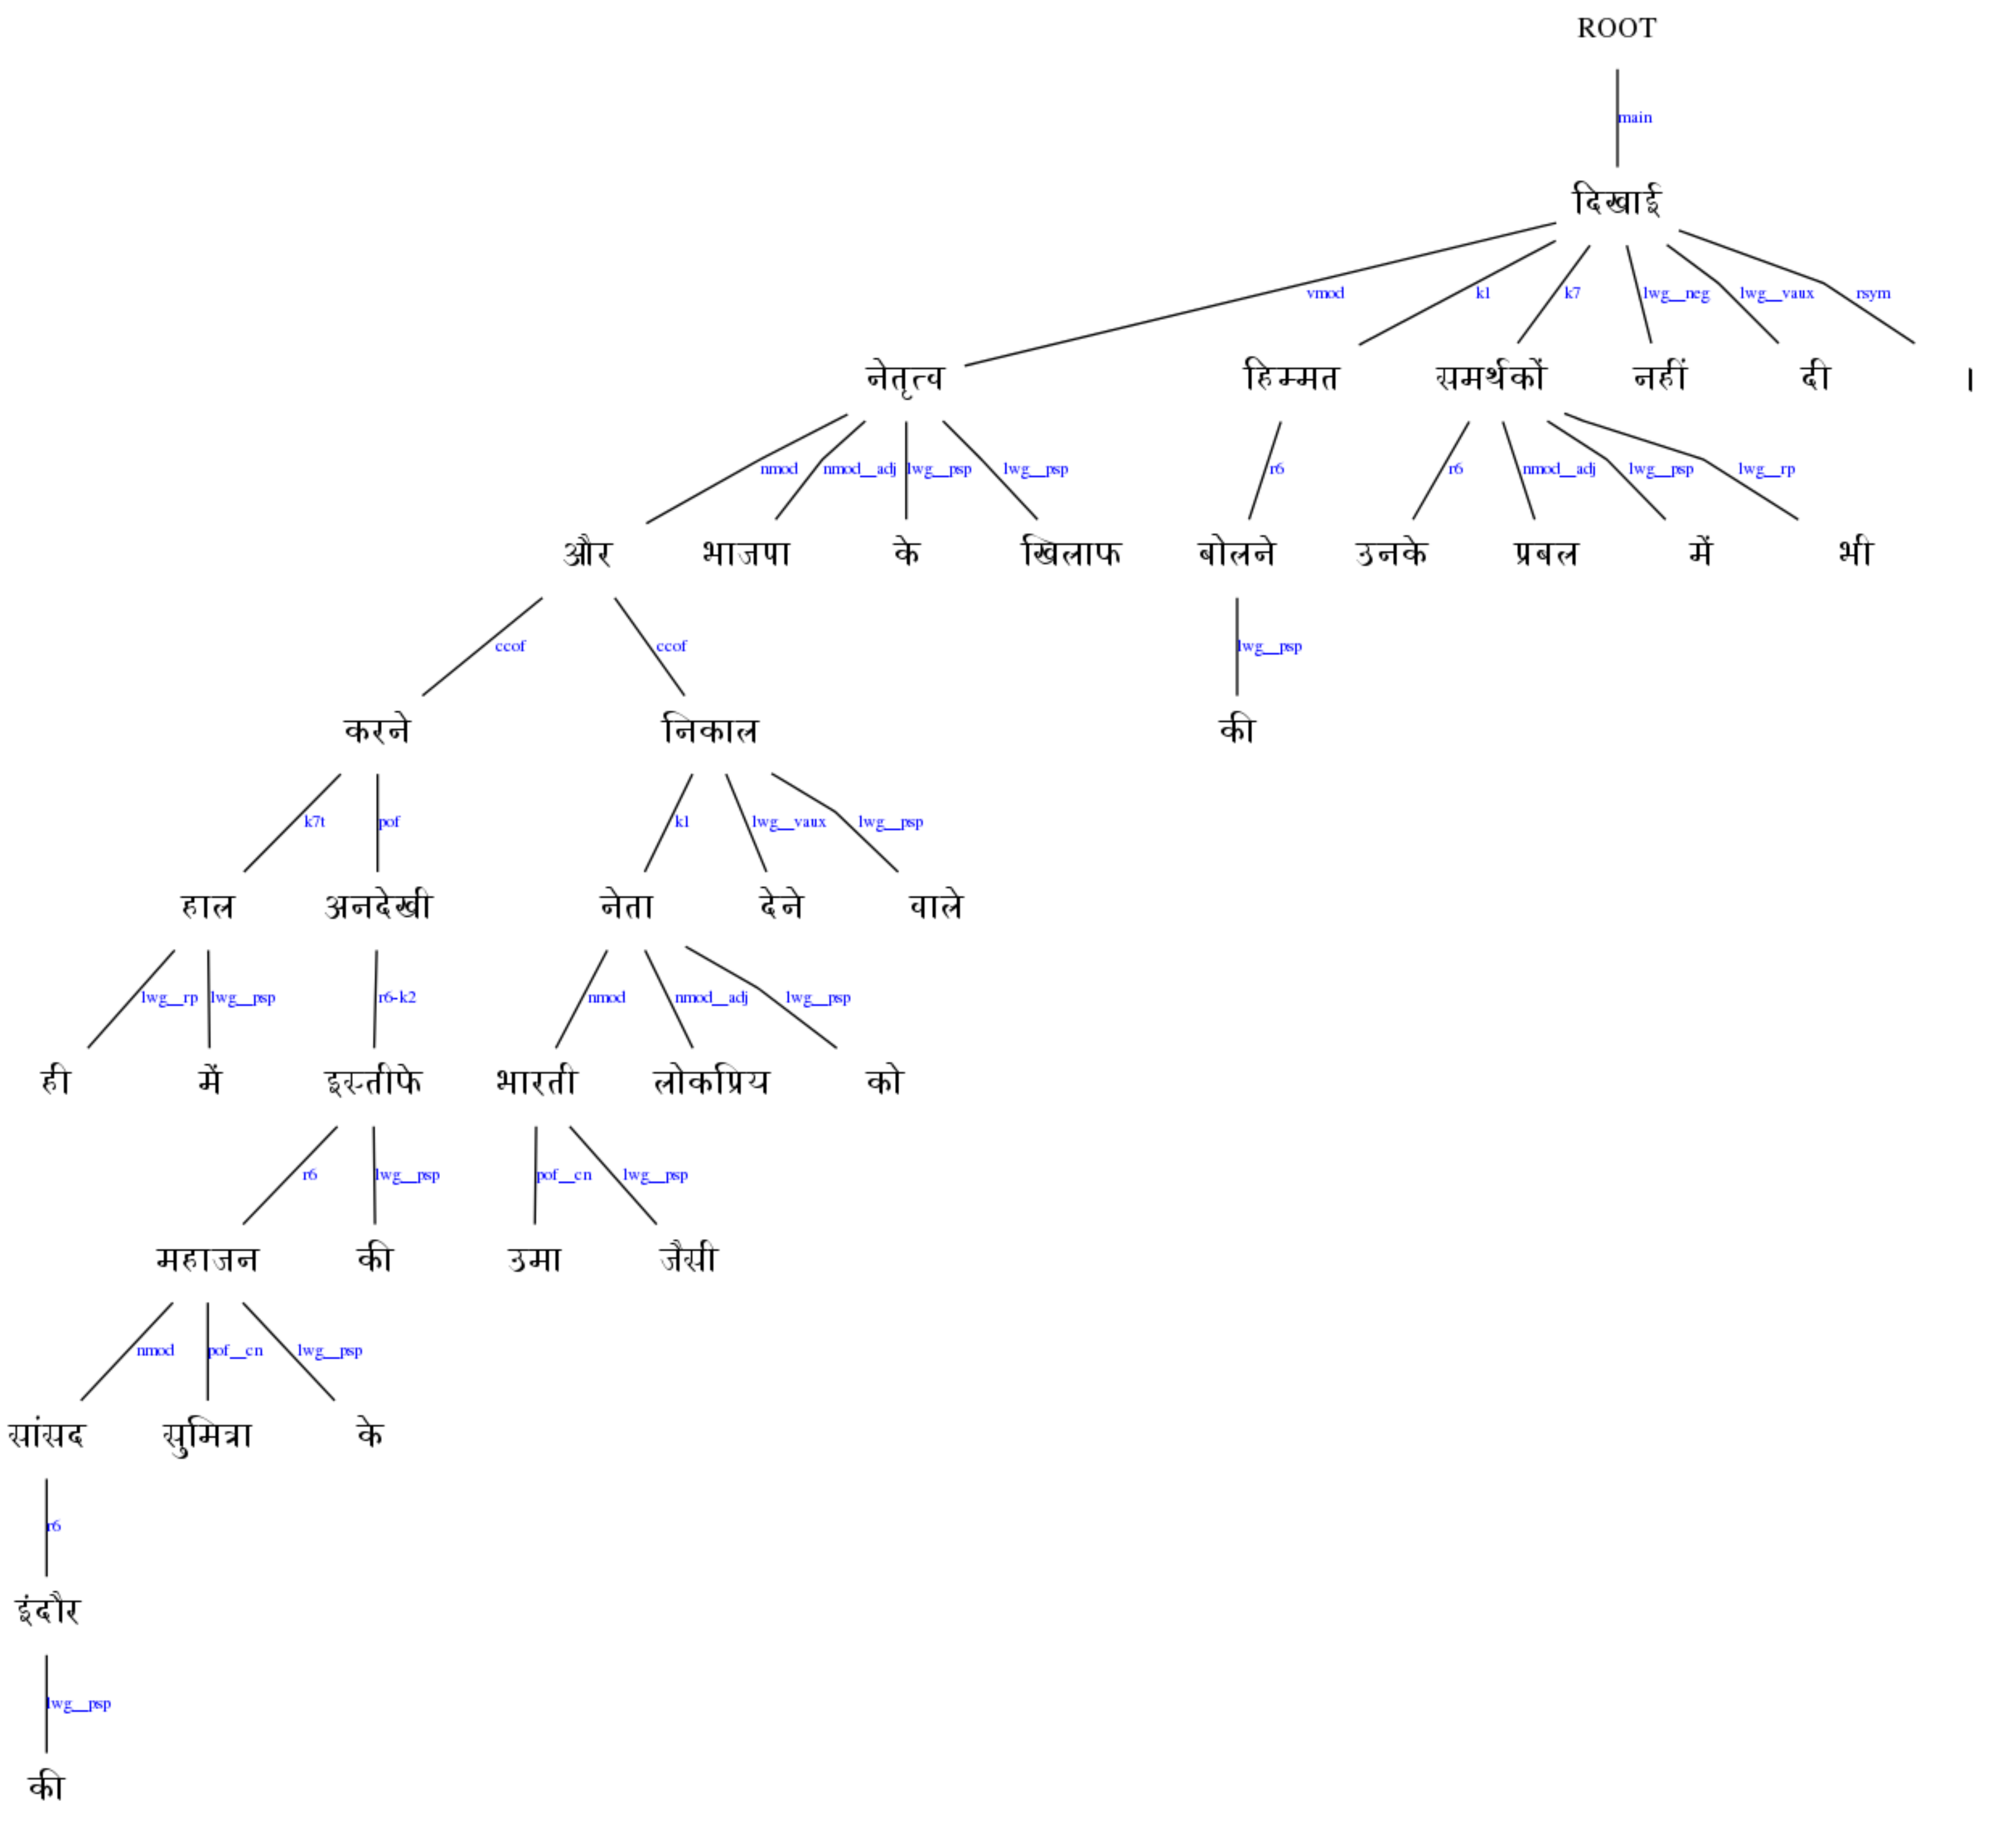 ROOT
main
दिखाई
vmod k1 k7 lwg__neg lwg__vaux rsym
नेतृत्व हिम्मत समर्थकों नहीं दी ।
nmod nmod__adj lwg__psp lwg__psp r6 r6 nmod__adj lwg__psp lwg__rp
और भाजपा के खिलाफ बोलने उनके प्रबल में भी
ccof ccof lwg__psp
करने निकाल की
k7t pof k1 lwg__vaux lwg__psp
हाल अनदेखी नेता देने वाले
lwg__rp lwg__psp r6-k2 nmod nmod__adj lwg__psp
ही में इस्तीफे भारती लोकप्रिय को
r6 lwg__psp pof__cn lwg__psp
महाजन की उमा जैसी
nmod pof__cn lwg__psp
सांसद सुमित्रा के
r6
इंदौर
lwg__psp
की